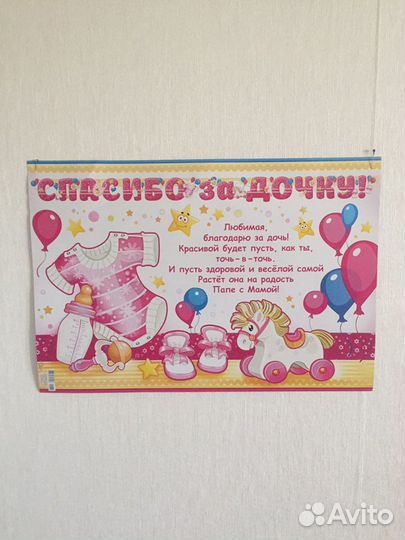 СПАСИБО за ДОЧКУ!
Любимая,
благодарю за дочь!
Красивой будет пусть, как ты,
точь-в-точь.
И пусть здоровой и весёлой самой
Растёт она на радость
Папе с Мамой!
Avito